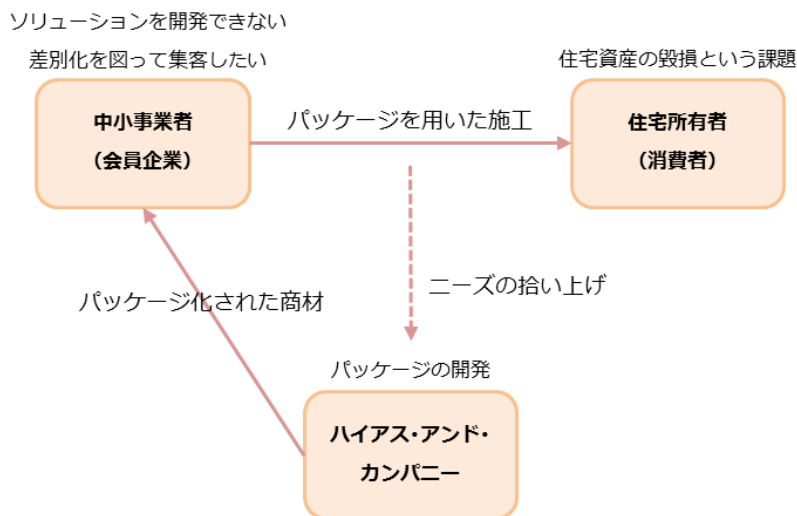 ソリューションを開発できない
差別化を図って集客したい
住宅資産の毀損という課題
中小事業者
（会員企業）
パッケージを用いた施工
住宅所有者
（消費者）
パッケージ化された商材
ニーズの拾い上げ
パッケージの開発
ハイアス・アンド・
カンパニー